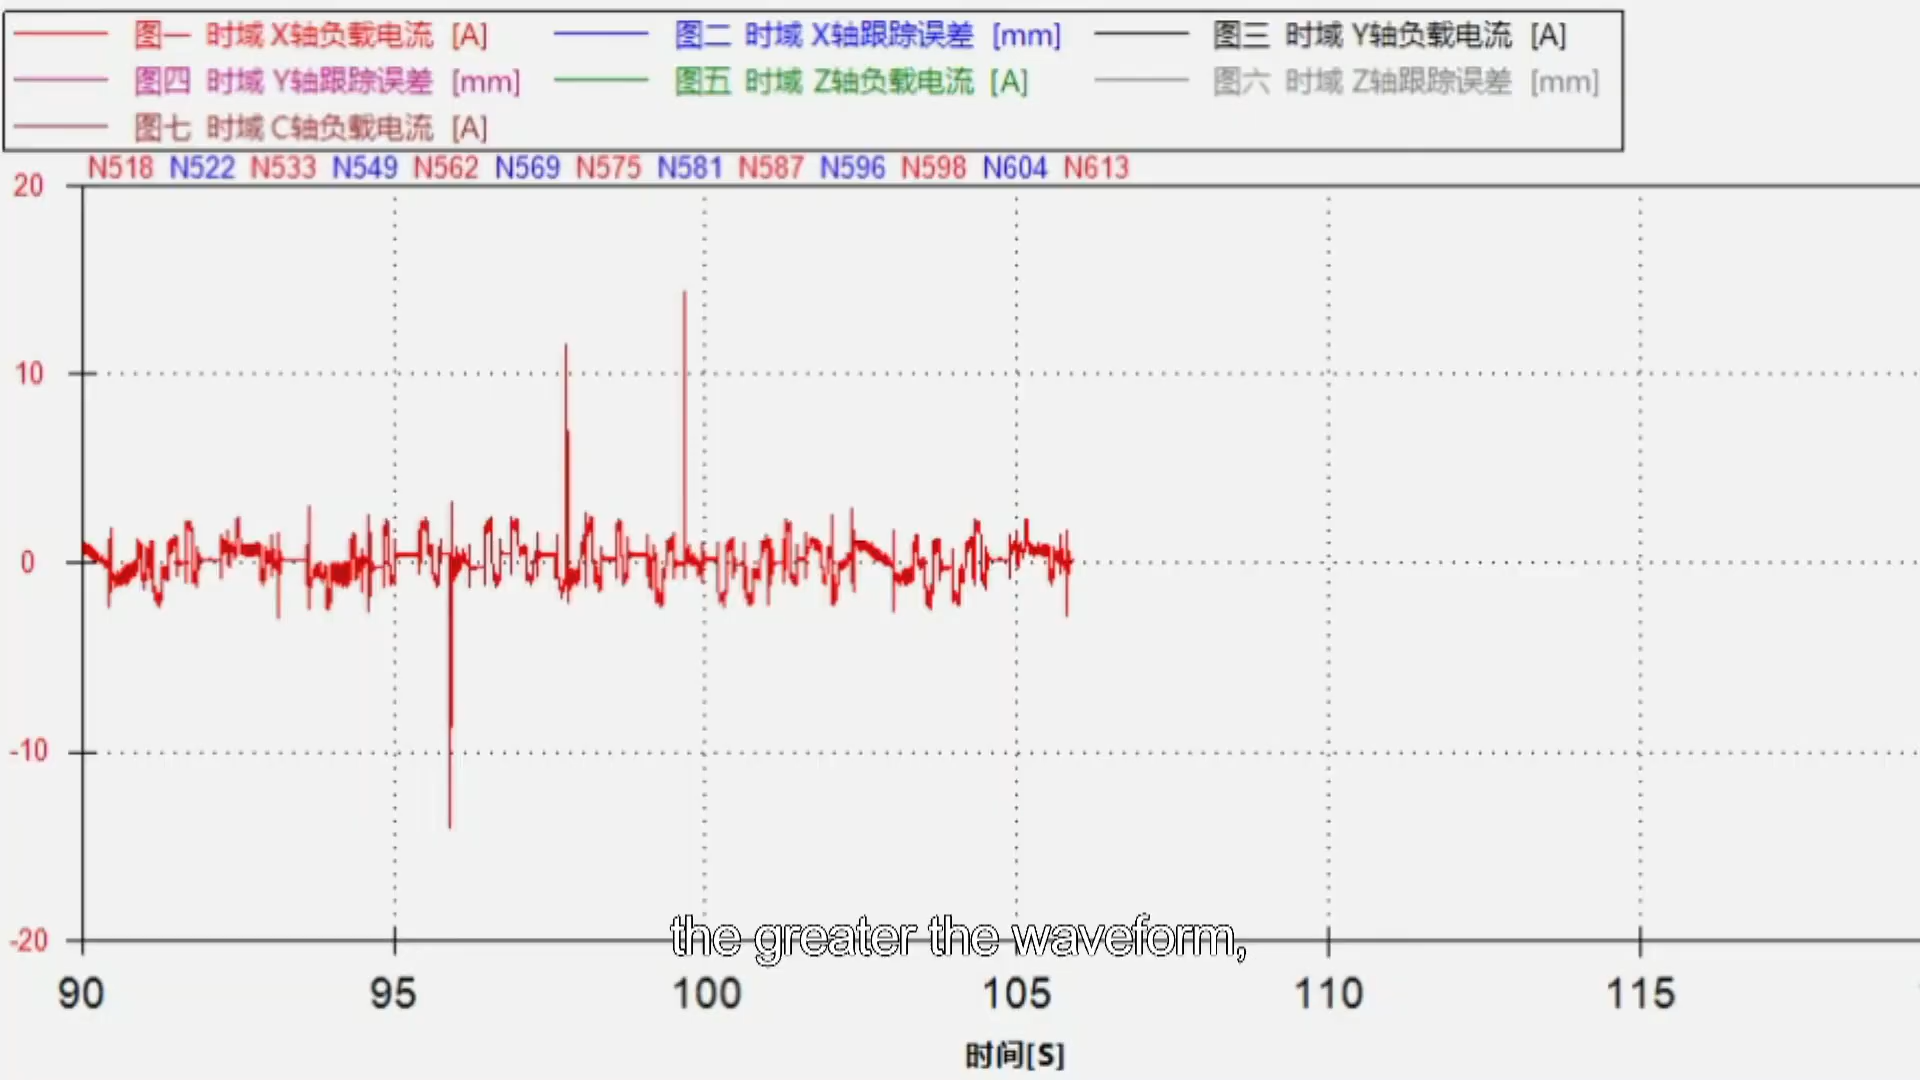 图一 时域 X轴负载电流 [A] 图二 时域 X轴跟踪误差 [mm] 图三 时域 Y轴负载电流 [A]
图四 时域 Y轴跟踪误差 [mm] 图五 时域 Z轴负载电流 [A] 图六 时域 Z轴跟踪误差 [mm]
图七 时域 C轴负载电流 [A]
N518 N522 N533 N549 N562 N569 N575 N581 N587 N596 N598 N604 N613
20
10
0
-10
-20
the greater the waveform,
90 95 100 105 110 115
时间[S]